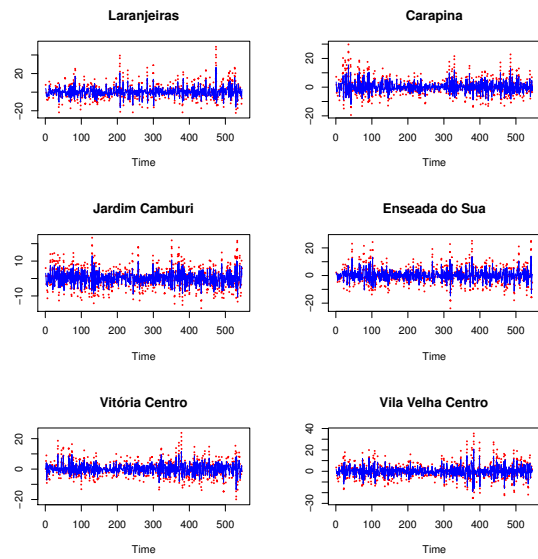 Laranjeiras
20
0
−20
0 100 200 300 400 500
Time
Carapina
20
0
−20
0 100 200 300 400 500
Time
Jardim Camburi
10
−10
0 100 200 300 400 500
Time
Enseada do Sua
20
0
−20
0 100 200 300 400 500
Time
Vitória Centro
20
0
−20
0 100 200 300 400 500
Time
Vila Velha Centro
20
0
−30
0 100 200 300 400 500
Time